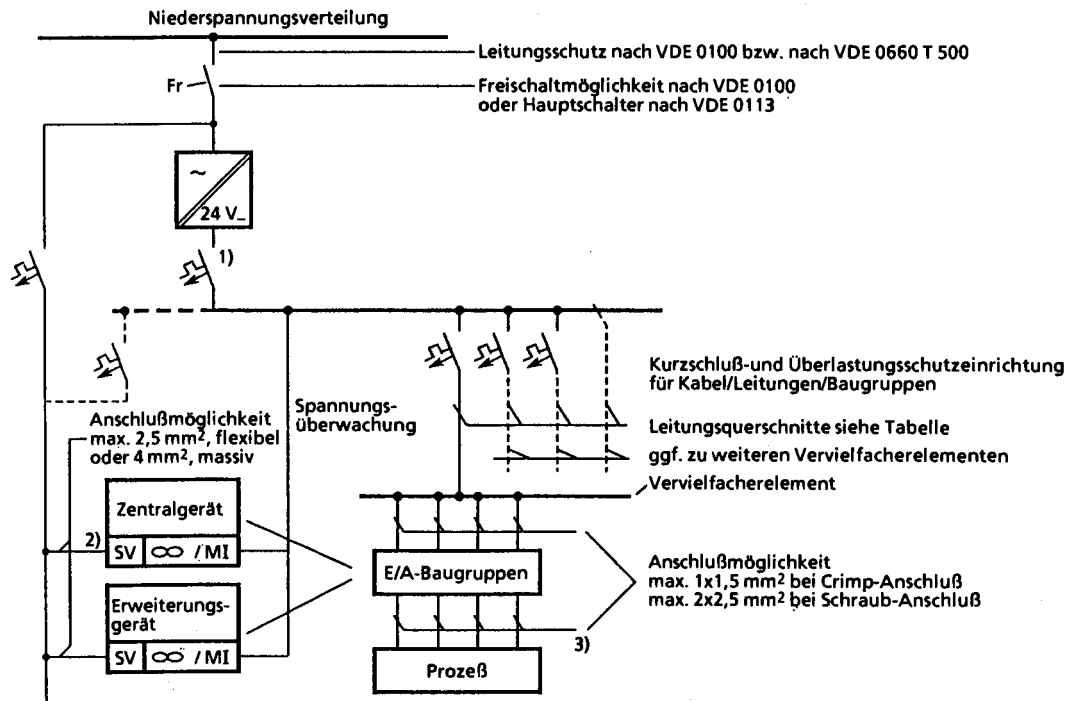 Niederspannungsverteilung
Leitungsschutz nach VDE 0100 bzw. nach VDE 0660 T 500
Fr
Freischaltmöglichkeit nach VDE 0100
oder Hauptschalter nach VDE 0113
~
24 V_
1)
Kurzschluß-und Überlastungsschutzeinrichtung
für Kabel/Leitungen/Baugruppen
Spannungs-
überwachung
Anschlußmöglichkeit
max. 2,5 mm², flexibel
oder 4 mm², massiv
Leitungsquerschnitte siehe Tabelle
ggf. zu weiteren Vervielfacherelementen
Vervielfacherelement
Zentralgerät
2)
SV ∞ / MI
E/A-Baugruppen
Anschlußmöglichkeit
max. 1x1,5 mm² bei Crimp-Anschluß
max. 2x2,5 mm² bei Schraub-Anschluß
Erweiterungs-
gerät
SV ∞ / MI
3)
Prozeß